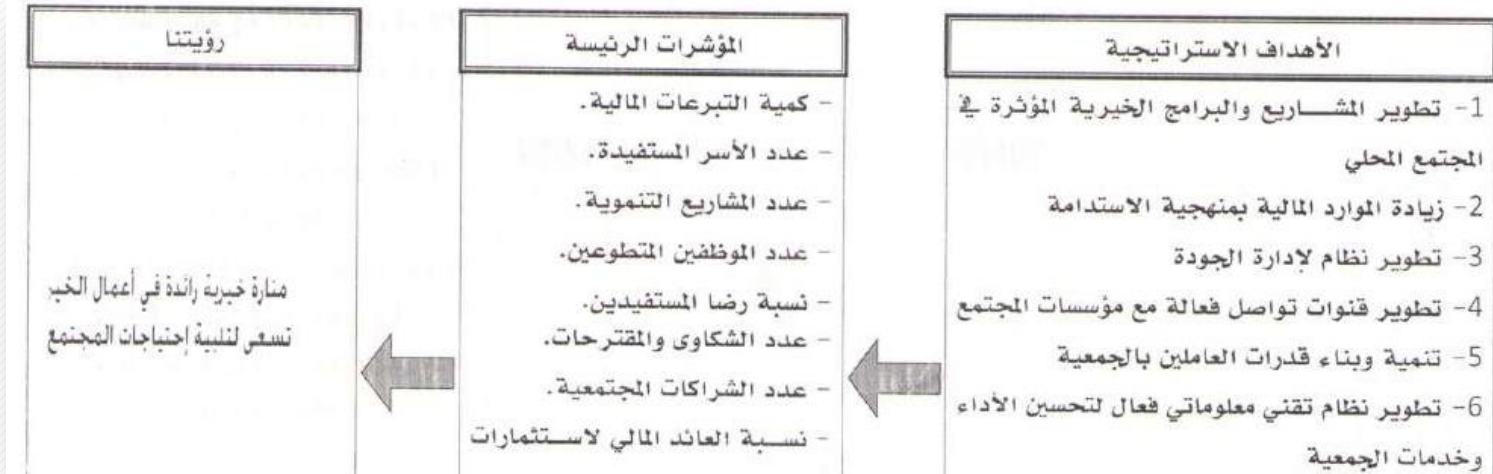 الأهداف الاستراتيجية
1- تطوير المشاريع والبرامج الخيرية المؤثرة في
المجتمع المحلي
2- زيادة الموارد المالية بمنهجية الاستدامة
3- تطوير نظام لإدارة الجودة
4- تطوير قنوات تواصل فعالة مع مؤسسات المجتمع
5- تنمية وبناء قدرات العاملين بالجمعية
6- تطوير نظام تقني معلوماتي فعال لتحسين الأداء
وخدمات الجمعية
المؤشرات الرئيسة
- كمية التبرعات المالية.
- عدد الأسر المستفيدة.
- عدد المشاريع التنموية.
- عدد الموظفين المتطوعين.
- نسبة رضا المستفيدين.
- عدد الشكاوى والمقترحات.
- عدد الشراكات المجتمعية.
- نسبة العائد المالي لاستثمارات
رؤيتنا
منارة خيرية رائدة في أعمال الخير
تسعى لتلبية إحتياجات المجتمع